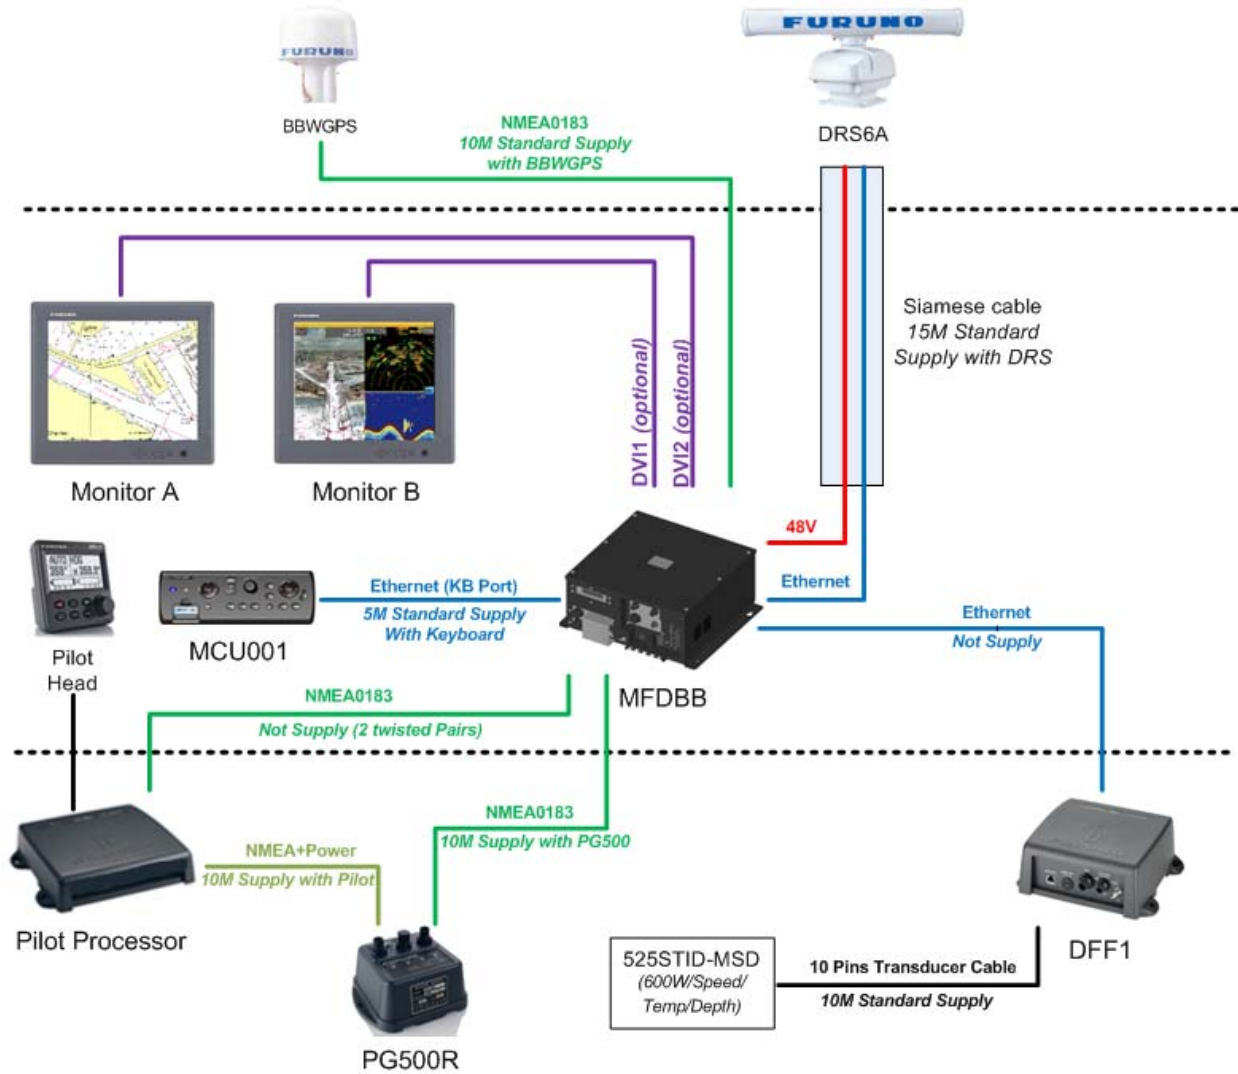 FURUNO
FURUNO
BBWGPS
NMEA0183
10M Standard Supply
with BBWGPS
DRS6A
Siamese cable
15M Standard
Supply with DRS
DVI1 (optional)
DVI2 (optional)
Monitor A
Monitor B
48V
AUTO HDG
Pilot
Head
MCU001
Ethernet (KB Port)
5M Standard Supply
With Keyboard
Ethernet
Ethernet
Not Supply
MFDBB
NMEA0183
Not Supply (2 twisted Pairs)
NMEA0183
10M Supply with PG500
NMEA+Power
10M Supply with Pilot
Pilot Processor
PG500R
525STID-MSD
(600W/Speed/
Temp/Depth)
10 Pins Transducer Cable
10M Standard Supply
DFF1